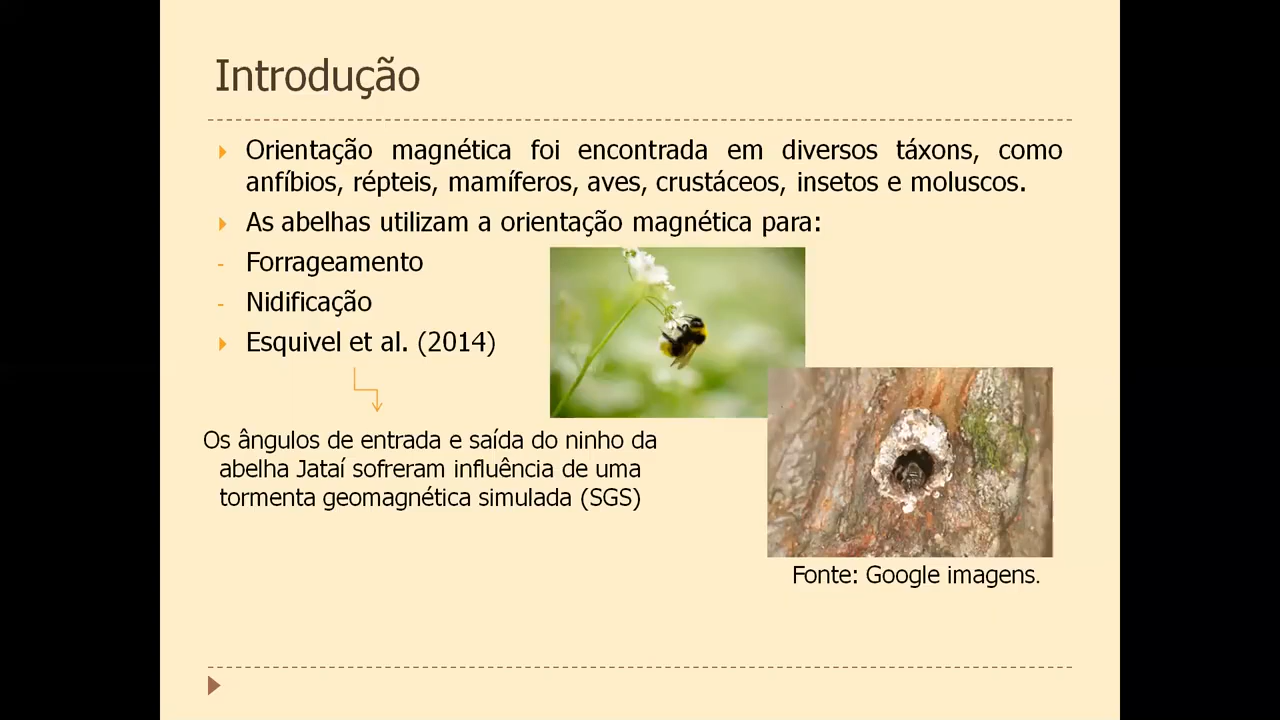 Introdução
Orientação magnética foi encontrada em diversos táxons, como
anfíbios, répteis, mamíferos, aves, crustáceos, insetos e moluscos.
As abelhas utilizam a orientação magnética para:
- Forrageamento
- Nidificação
Esquivel et al. (2014)
Os ângulos de entrada e saída do ninho da
abelha Jataí sofreram influência de uma
tormenta geomagnética simulada (SGS)
Fonte: Google imagens.